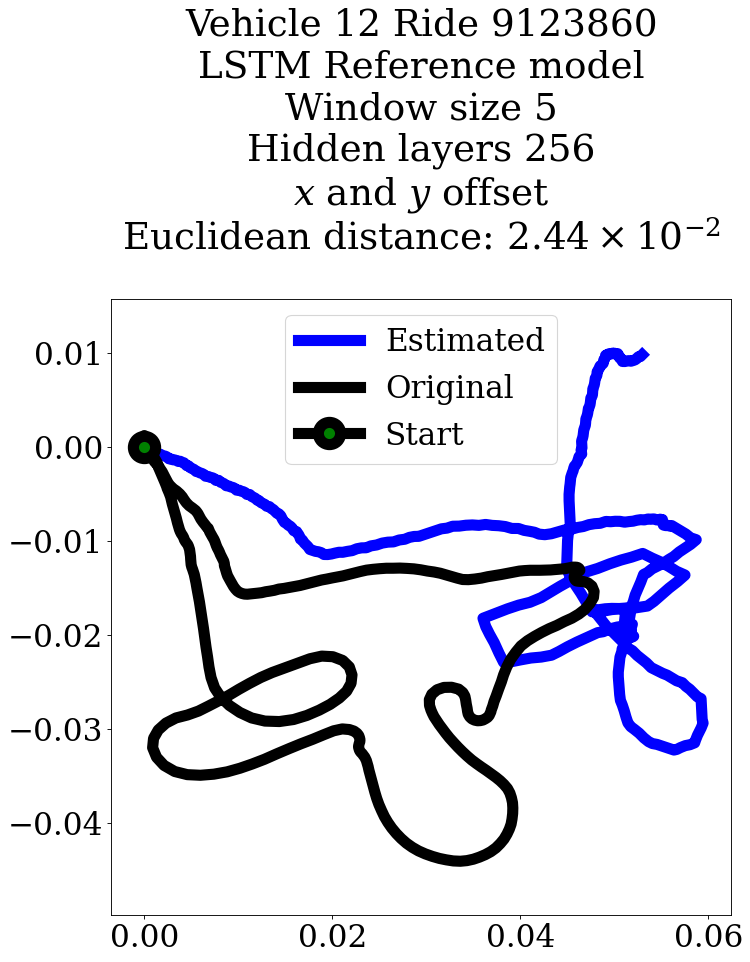 Vehicle 12 Ride 9123860
LSTM Reference model
Window size 5
Hidden layers 256
x and y offset
Euclidean distance: 2.44 × 10⁻²
Estimated
Original
Start
0.01
0.00
−0.01
−0.02
−0.03
−0.04
0.00 0.02 0.04 0.06